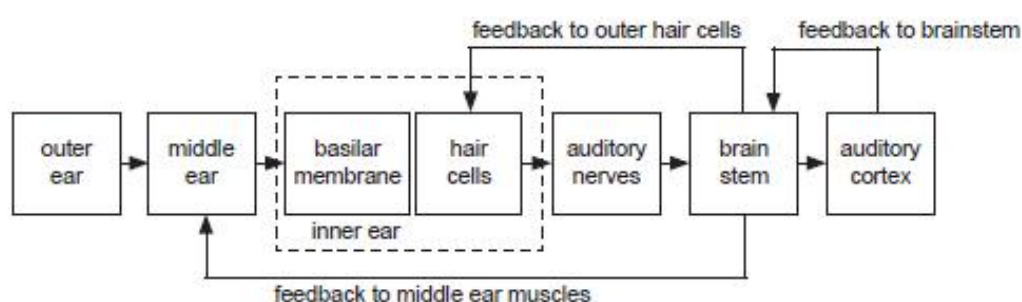 feedback to outer hair cells
feedback to brainstem
outer
ear
middle
ear
basilar
membrane
hair
cells
auditory
nerves
brain
stem
auditory
cortex
inner ear
feedback to middle ear muscles